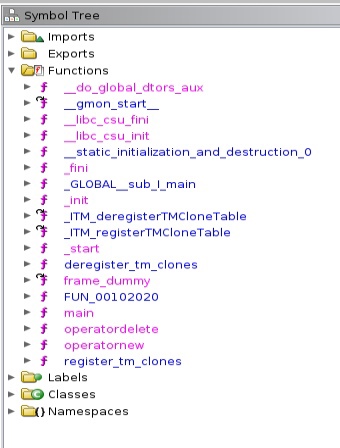 Symbol Tree
Imports
Exports
Functions
__do_global_dtors_aux
__gmon_start__
__libc_csu_fini
__libc_csu_init
__static_initialization_and_destruction_0
_fini
_GLOBAL__sub_I_main
_init
_ITM_deregisterTMCloneTable
_ITM_registerTMCloneTable
_start
deregister_tm_clones
frame_dummy
FUN_00102020
main
operatordelete
operatornew
register_tm_clones
Labels
Classes
Namespaces